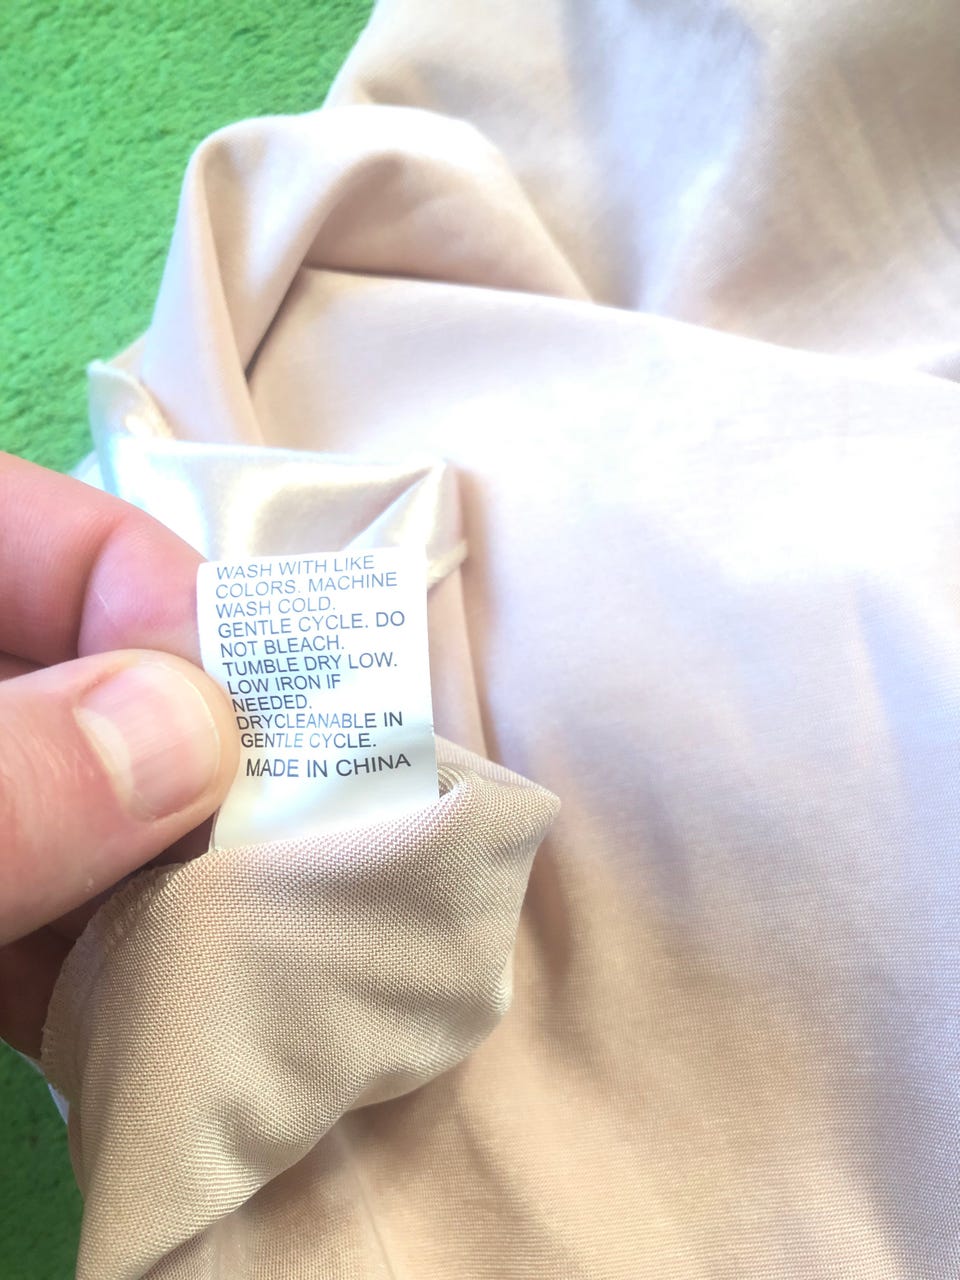 WASH WITH LIKE
COLORS. MACHINE
WASH COLD.
GENTLE CYCLE. DO
NOT BLEACH.
TUMBLE DRY LOW.
LOW IRON IF
NEEDED.
DRYCLEANABLE IN
GENTLE CYCLE.
MADE IN CHINA